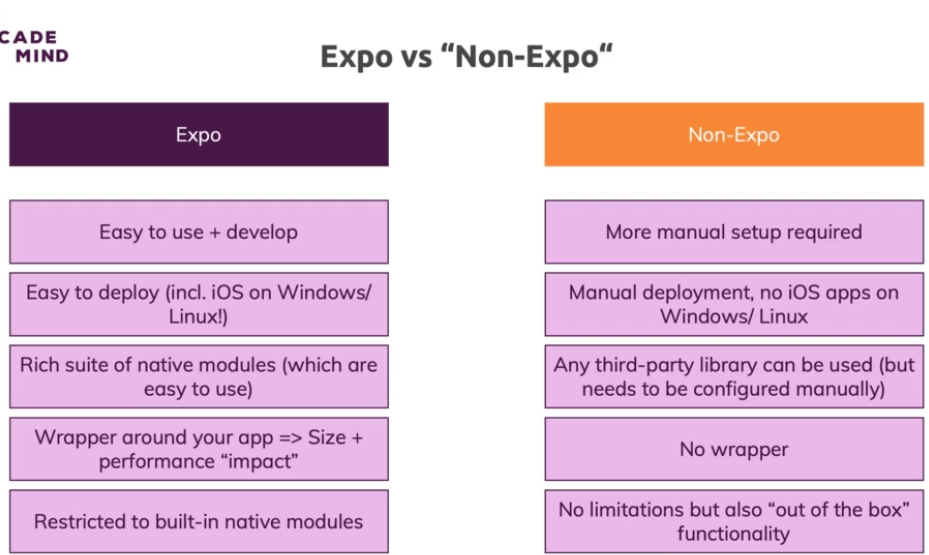 CADE
MIND
Expo vs “Non-Expo“
Expo
Non-Expo
Easy to use + develop
More manual setup required
Easy to deploy (incl. iOS on Windows/
Linux!)
Manual deployment, no iOS apps on
Windows/ Linux
Rich suite of native modules (which are
easy to use)
Any third-party library can be used (but
needs to be configured manually)
Wrapper around your app => Size +
performance “impact”
No wrapper
Restricted to built-in native modules
No limitations but also “out of the box”
functionality